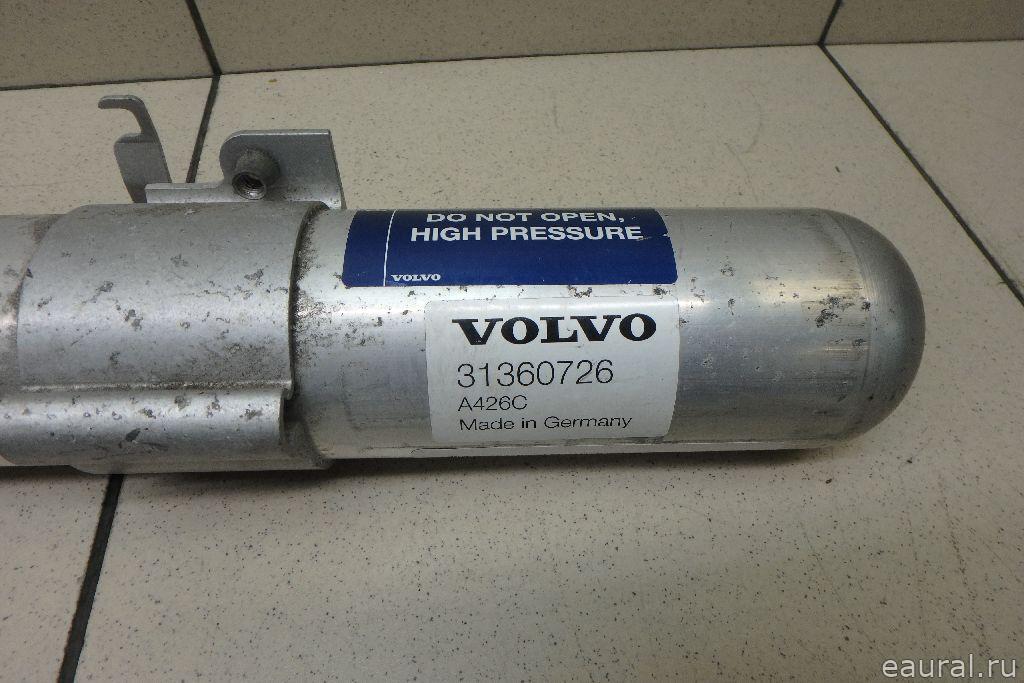 DO NOT OPEN,
HIGH PRESSURE
VOLVO
VOLVO
31360726
A426C
Made in Germany
eaural.ru